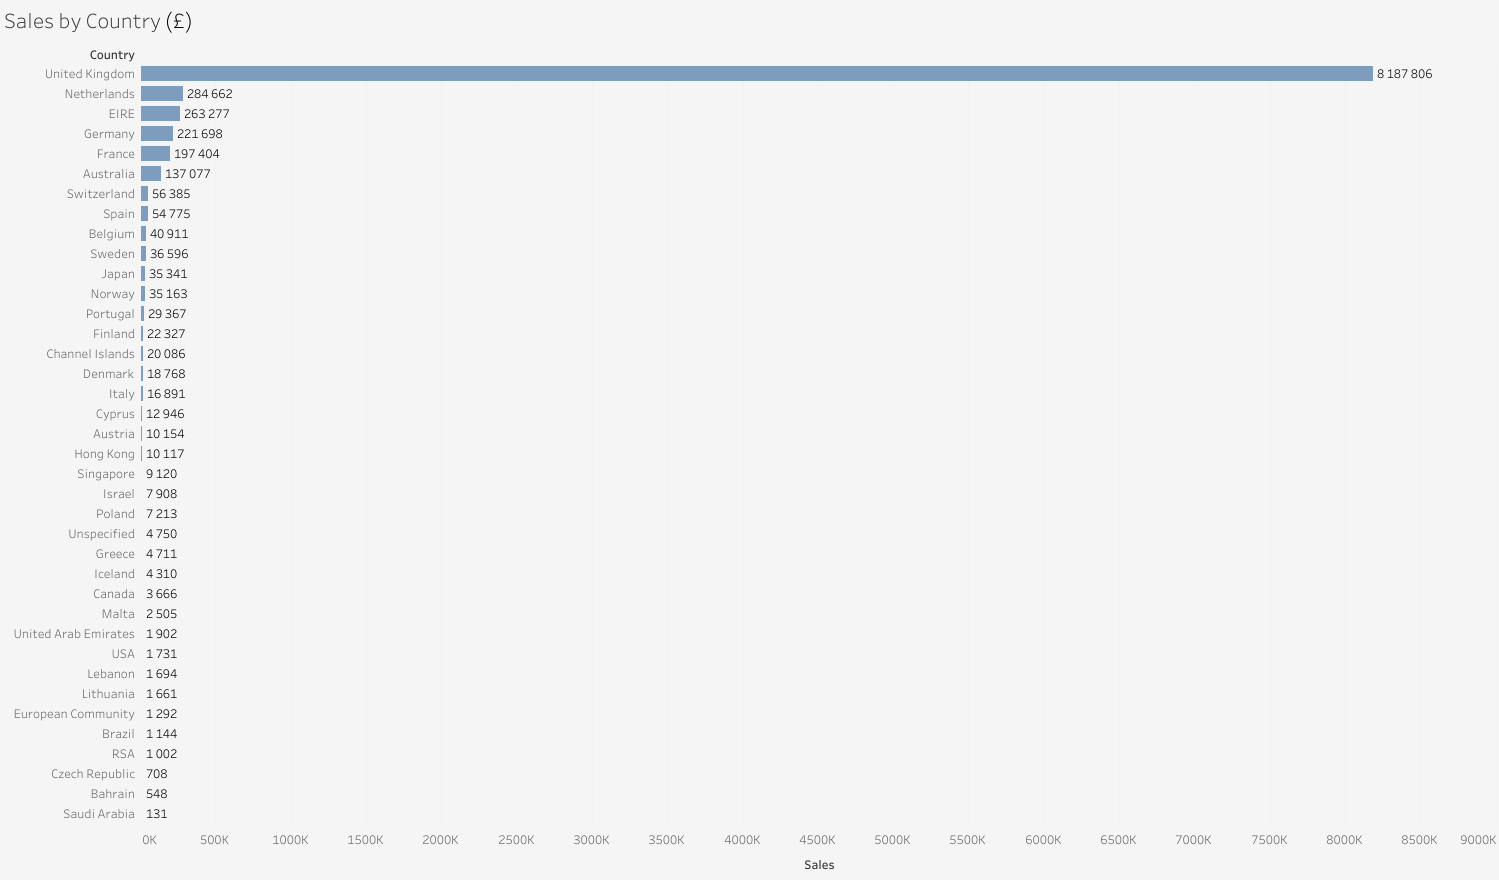 Sales by Country (£)
Country
United Kingdom 8 187 806
Netherlands 284 662
EIRE 263 277
Germany 221 698
France 197 404
Australia 137 077
Switzerland 56 385
Spain 54 775
Belgium 40 911
Sweden 36 596
Japan 35 341
Norway 35 163
Portugal 29 367
Finland 22 327
Channel Islands 20 086
Denmark 18 768
Italy 16 891
Cyprus 12 946
Austria 10 154
Hong Kong 10 117
Singapore 9 120
Israel 7 908
Poland 7 213
Unspecified 4 750
Greece 4 711
Iceland 4 310
Canada 3 666
Malta 2 505
United Arab Emirates 1 902
USA 1 731
Lebanon 1 694
Lithuania 1 661
European Community 1 292
Brazil 1 144
RSA 1 002
Czech Republic 708
Bahrain 548
Saudi Arabia 131
0K 500K 1000K 1500K 2000K 2500K 3000K 3500K 4000K 4500K 5000K 5500K 6000K 6500K 7000K 7500K 8000K 8500K 9000K
Sales